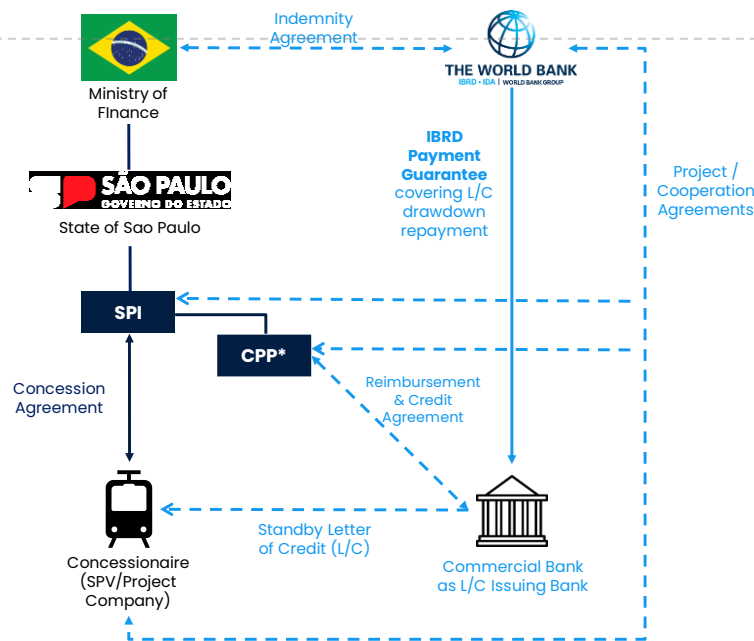 Indemnity
Agreement
THE WORLD BANK
IBRD • IDA | WORLD BANK GROUP
Ministry of
FInance
IBRD
Payment
Guarantee
covering L/C
drawdown
repayment
Project /
Cooperation
Agreements
SÃO PAULO
GOVERNO DO ESTADO
State of Sao Paulo
SPI
CPP*
Concession
Agreement
Reimbursement
& Credit
Agreement
Standby Letter
of Credit (L/C)
Concessionaire
(SPV/Project
Company)
Commercial Bank
as L/C Issuing Bank